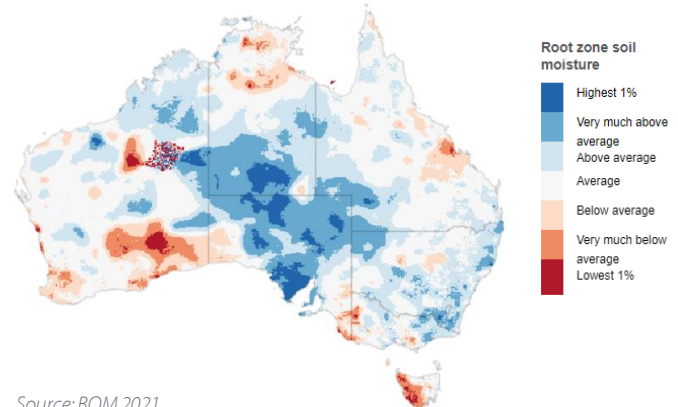 Root zone soil
moisture
Highest 1%
Very much above
average
Above average
Average
Below average
Very much below
average
Lowest 1%
Source: BOM 2021